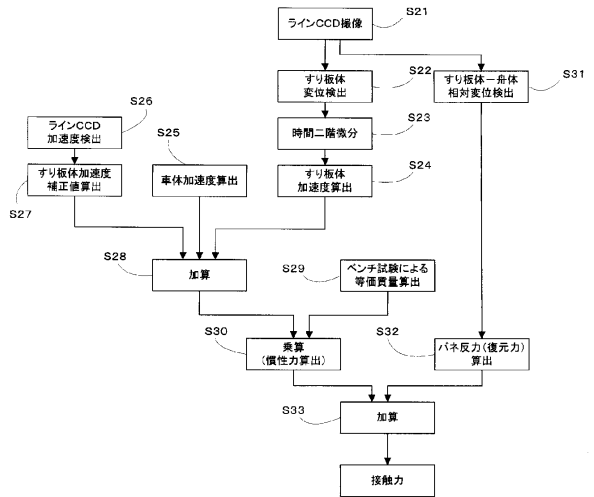 ラインCCD撮像
S21
すり板体
変位検出
S22
すり板体－舟体
相対変位検出
S31
時間二階微分
S23
ラインCCD
加速度検出
S26
S25
すり板体加速度
補正値算出
S27
車体加速度算出
すり板体
加速度算出
S24
加算
S28
ベンチ試験による
等価質量算出
S29
乗算
(慣性力算出)
S30
バネ反力(復元力)
算出
S32
加算
S33
接触力